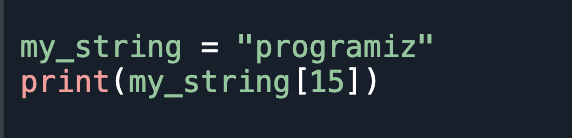 my_string = "programiz"
print(my_string[15])